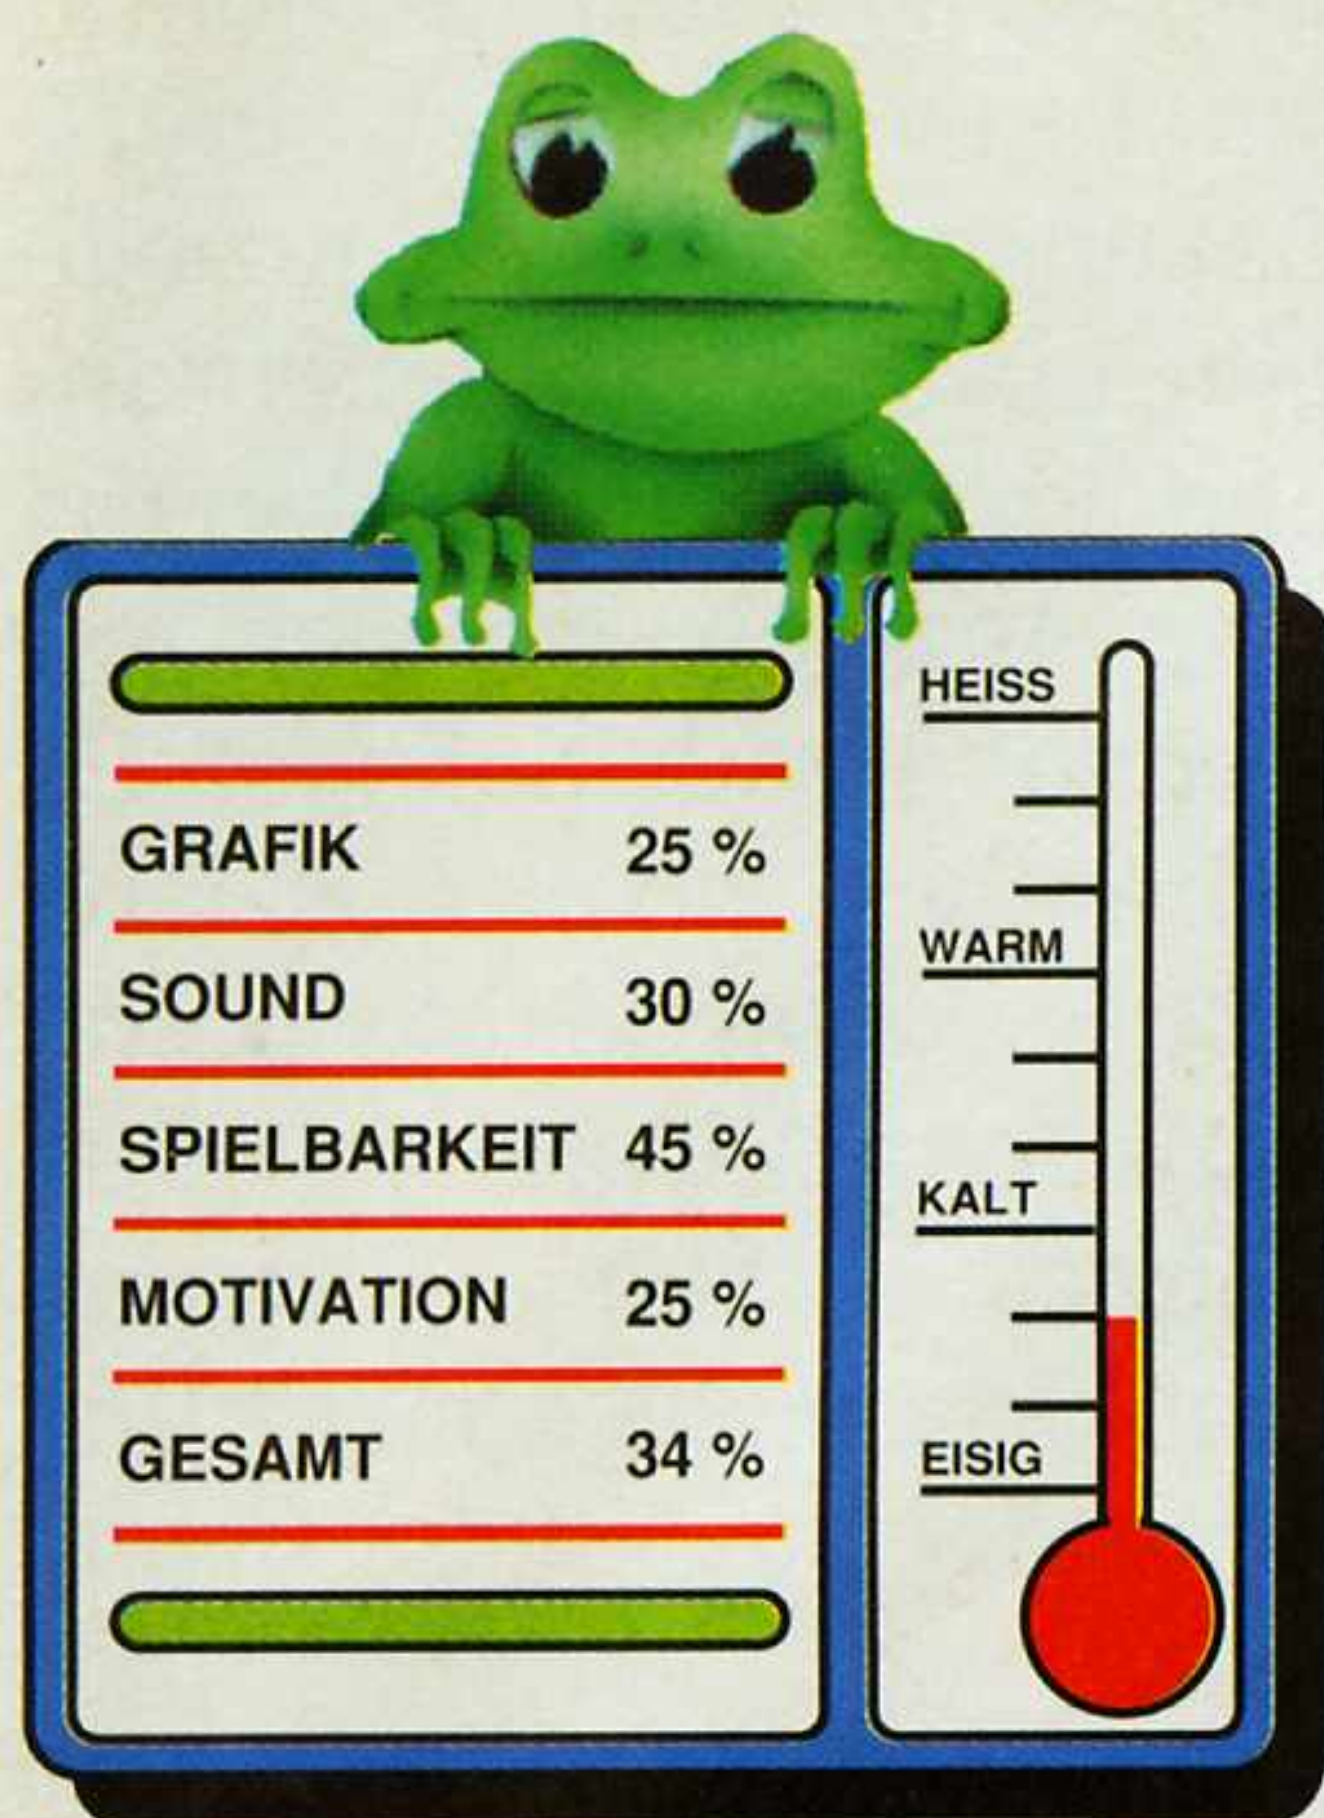 GRAFIK 25 %
SOUND 30 %
SPIELBARKEIT 45 %
MOTIVATION 25 %
GESAMT 34 %
HEISS
WARM
KALT
EISIG